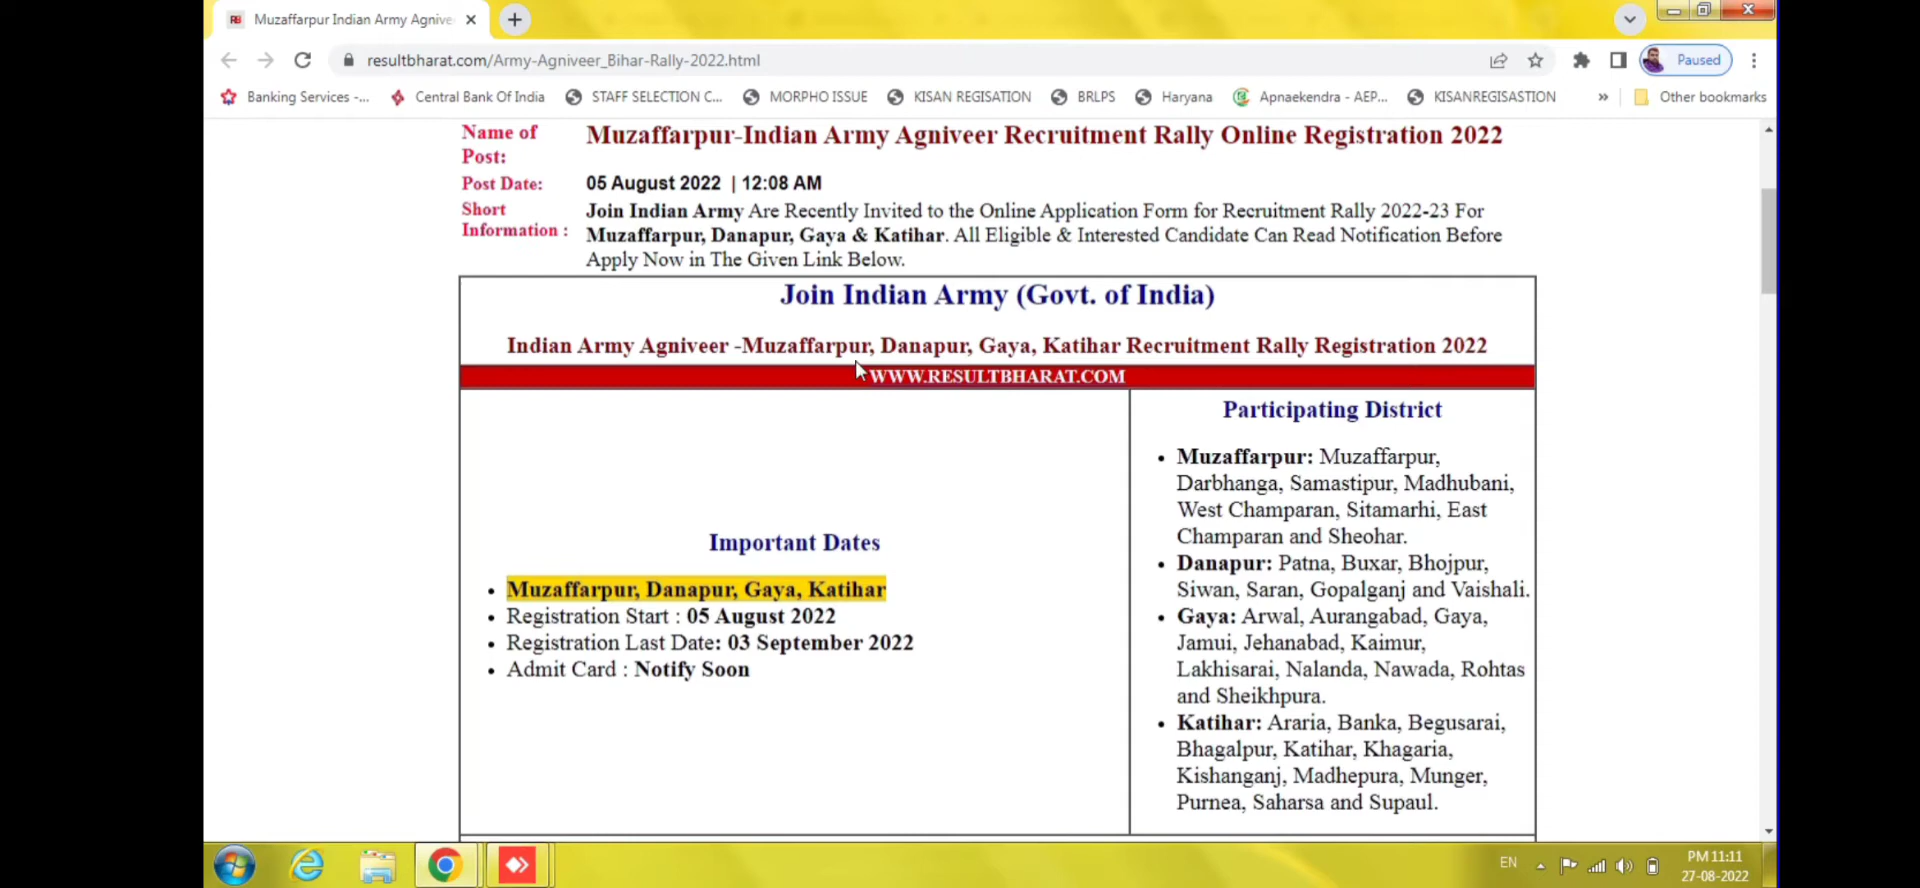 Muzaffarpur Indian Army Agnive
resultbharat.com/Army-Agniveer_Bihar-Rally-2022.html
Paused
Banking Services -...
Central Bank Of India
STAFF SELECTION C...
MORPHO ISSUE
KISAN REGISATION
BRLPS
Haryana
Apnaekendra - AEP...
KISANREGISASTION
»
Other bookmarks
Name of
Post:
Muzaffarpur-Indian Army Agniveer Recruitment Rally Online Registration 2022
Post Date:
05 August 2022 | 12:08 AM
Short
Information :
Join Indian Army Are Recently Invited to the Online Application Form for Recruitment Rally 2022-23 For
Muzaffarpur, Danapur, Gaya & Katihar. All Eligible & Interested Candidate Can Read Notification Before
Apply Now in The Given Link Below.
Join Indian Army (Govt. of India)
Indian Army Agniveer -Muzaffarpur, Danapur, Gaya, Katihar Recruitment Rally Registration 2022
WWW.RESULTBHARAT.COM
Important Dates
• Muzaffarpur, Danapur, Gaya, Katihar
• Registration Start : 05 August 2022
• Registration Last Date: 03 September 2022
• Admit Card : Notify Soon
Participating District
• Muzaffarpur: Muzaffarpur,
Darbhanga, Samastipur, Madhubani,
West Champaran, Sitamarhi, East
Champaran and Sheohar.
• Danapur: Patna, Buxar, Bhojpur,
Siwan, Saran, Gopalganj and Vaishali.
• Gaya: Arwal, Aurangabad, Gaya,
Jamui, Jehanabad, Kaimur,
Lakhisarai, Nalanda, Nawada, Rohtas
and Sheikhpura.
• Katihar: Araria, Banka, Begusarai,
Bhagalpur, Katihar, Khagaria,
Kishanganj, Madhepura, Munger,
Purnea, Saharsa and Supaul.
EN
PM 11:11
27-08-2022